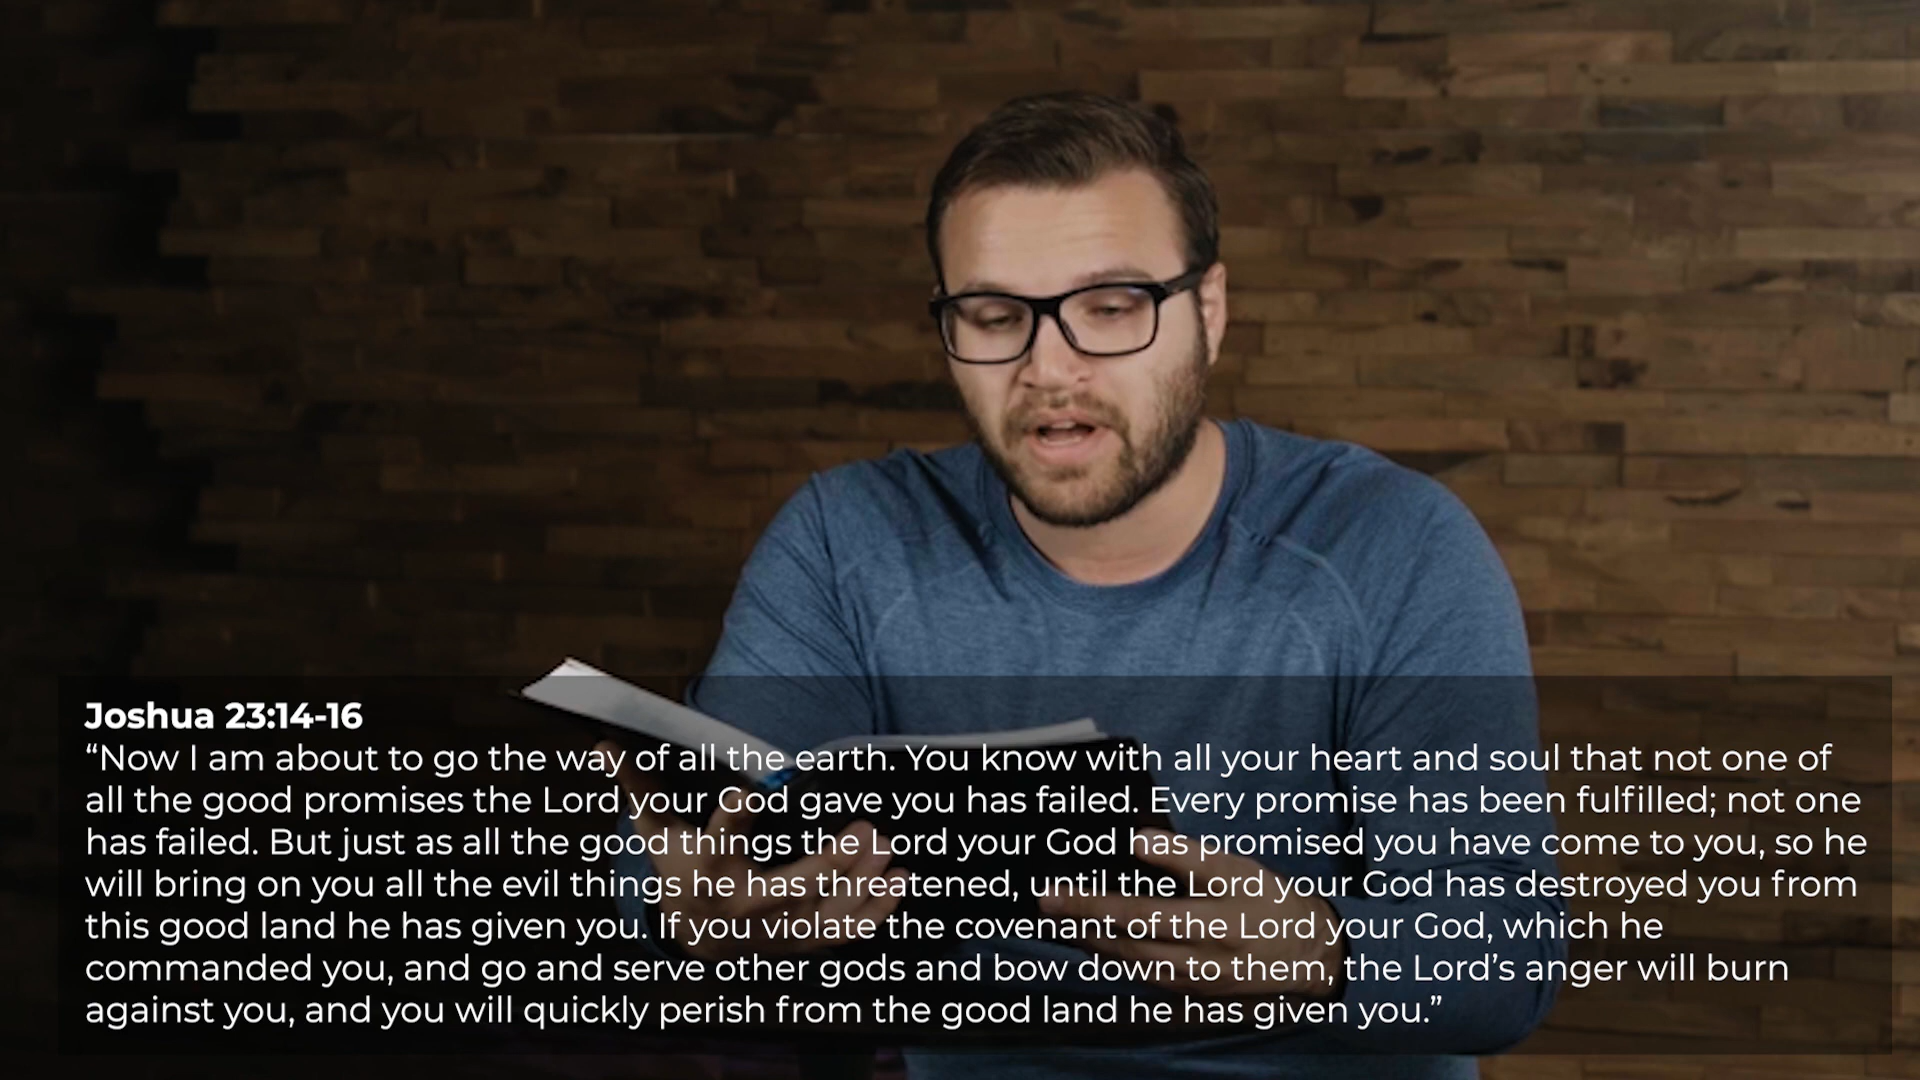 Joshua 23:14-16
“Now I am about to go the way of all the earth. You know with all your heart and soul that not one of
all the good promises the Lord your God gave you has failed. Every promise has been fulfilled; not one
has failed. But just as all the good things the Lord your God has promised you have come to you, so he
will bring on you all the evil things he has threatened, until the Lord your God has destroyed you from
this good land he has given you. If you violate the covenant of the Lord your God, which he
commanded you, and go and serve other gods and bow down to them, the Lord’s anger will burn
against you, and you will quickly perish from the good land he has given you.”